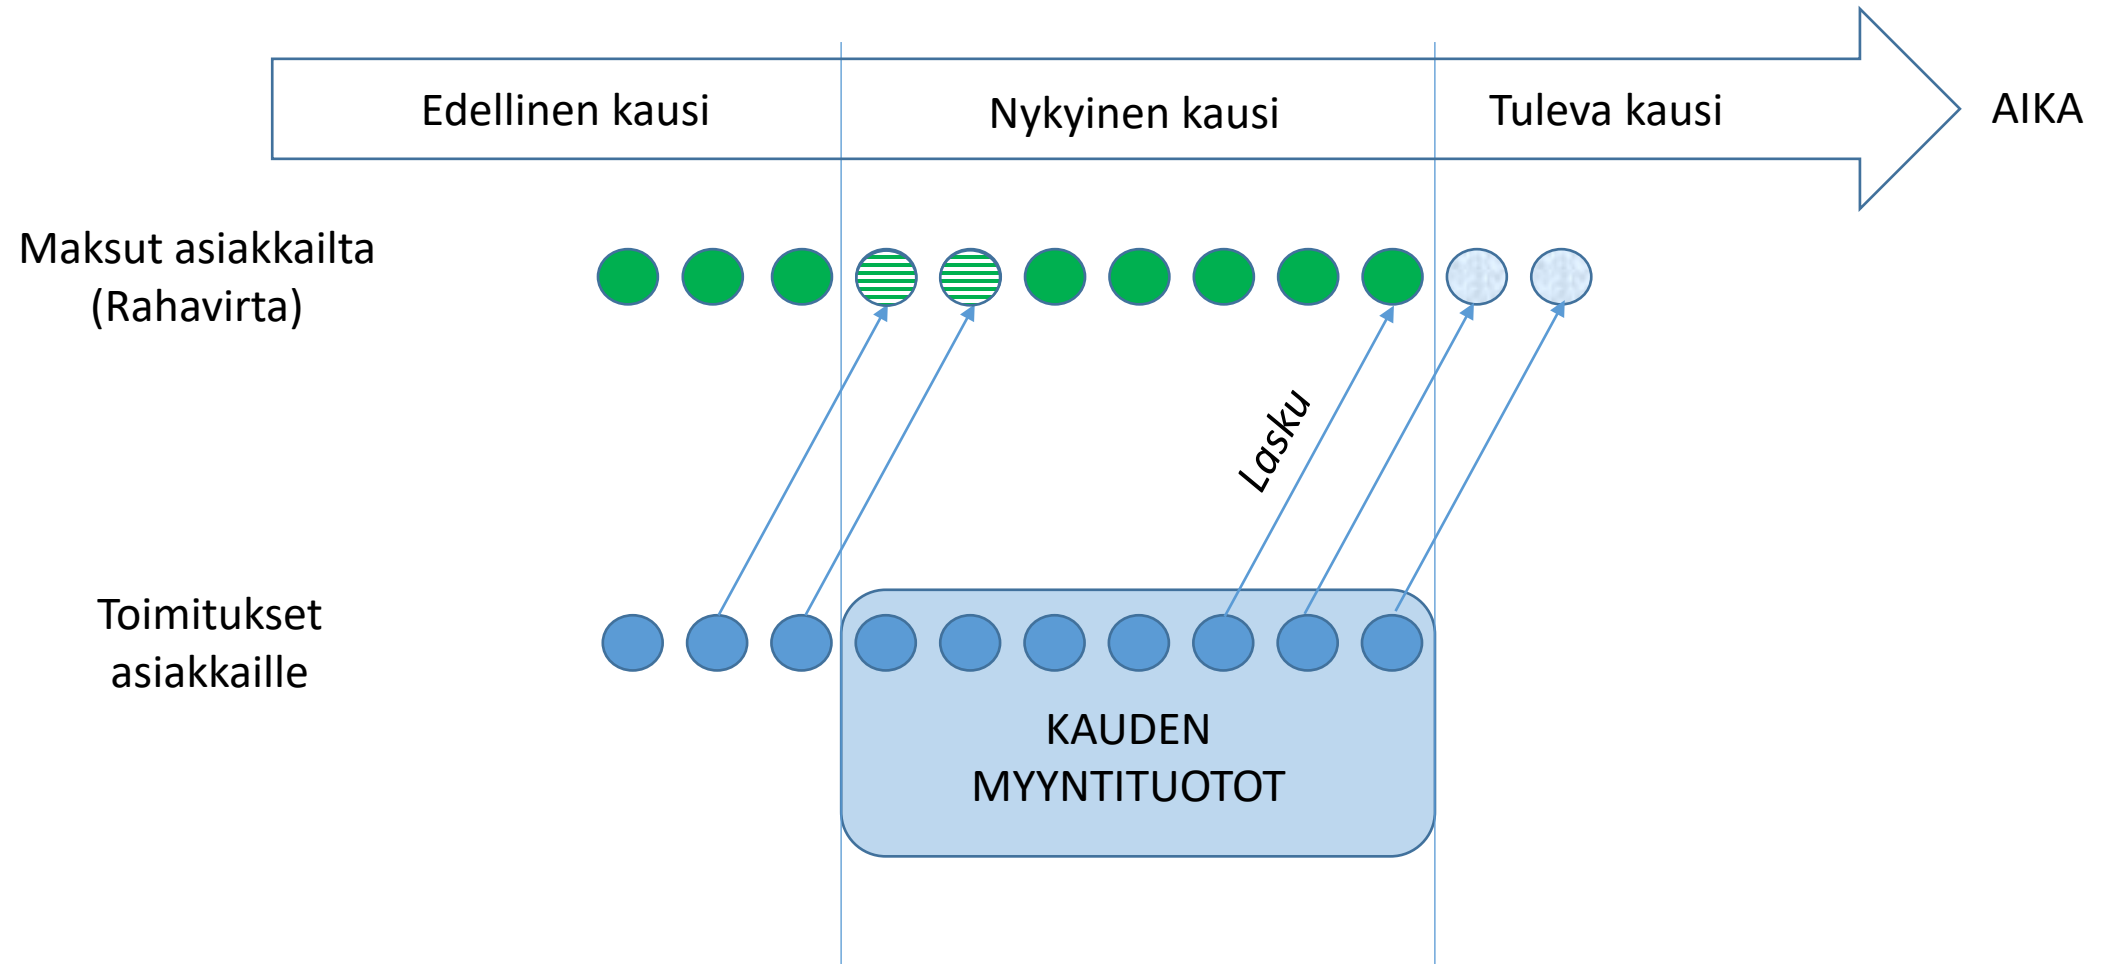 Edellinen kausi
Nykyinen kausi
Tuleva kausi
AIKA
Maksut asiakkailta
(Rahavirta)
Lasku
Toimitukset
asiakkaille
KAUDEN
MYYNTITUOTOT